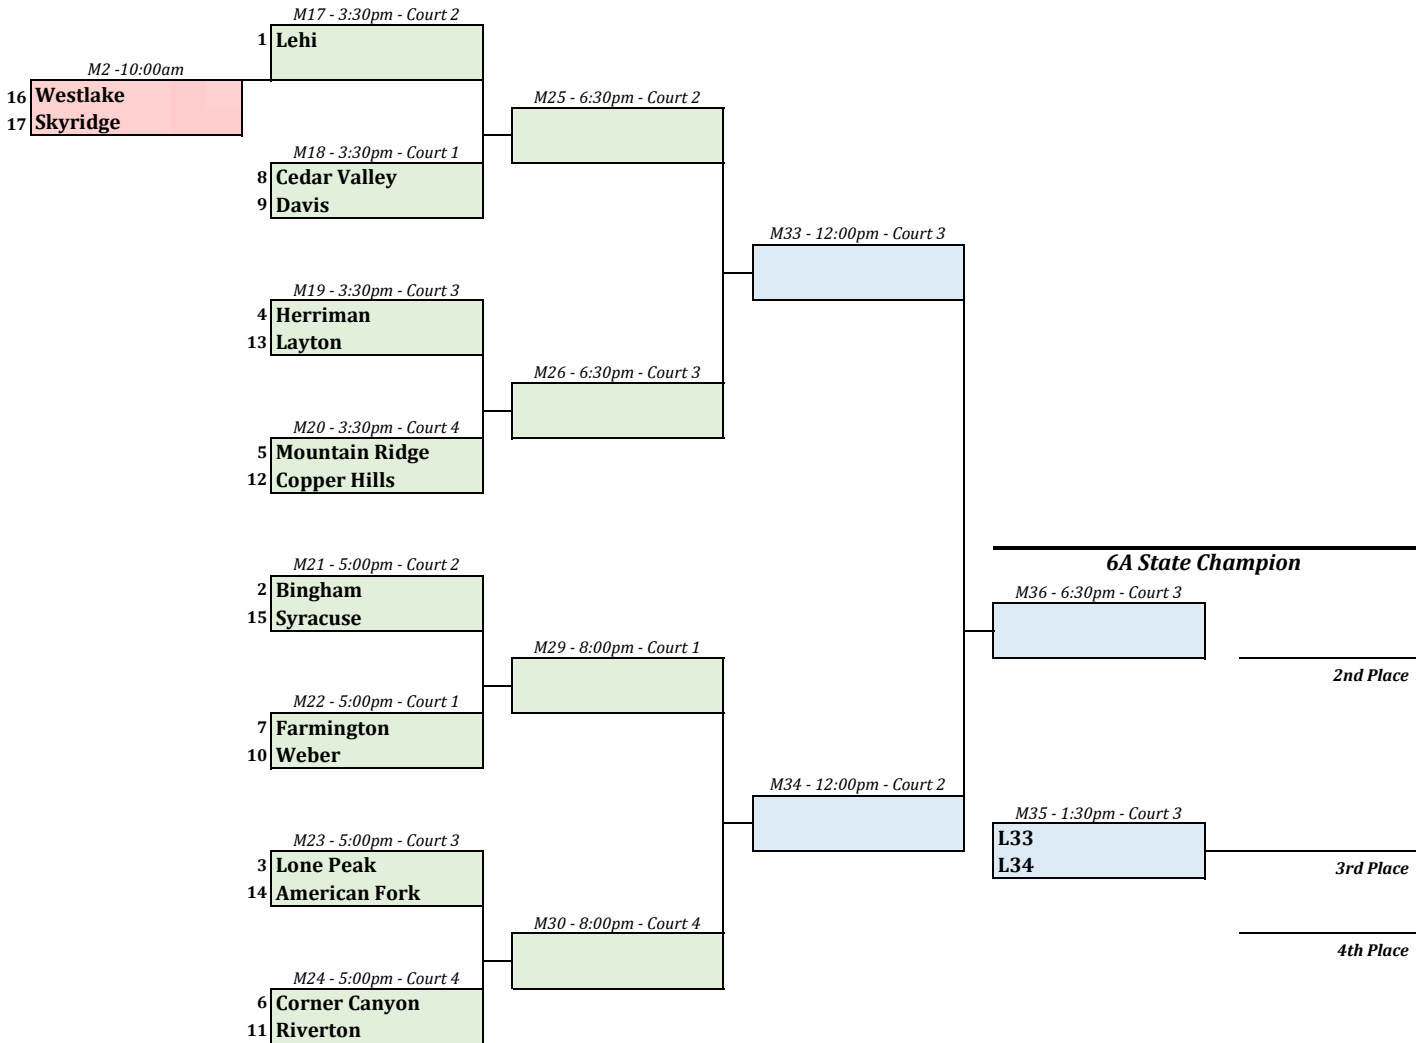 M17 - 3:30pm - Court 2
1 Lehi
M2 -10:00am
16 Westlake
17 Skyridge
M25 - 6:30pm - Court 2
M18 - 3:30pm - Court 1
8 Cedar Valley
9 Davis
M33 - 12:00pm - Court 3
M19 - 3:30pm - Court 3
4 Herriman
13 Layton
M26 - 6:30pm - Court 3
M20 - 3:30pm - Court 4
5 Mountain Ridge
12 Copper Hills
6A State Champion
M21 - 5:00pm - Court 2
2 Bingham
15 Syracuse
M36 - 6:30pm - Court 3
M29 - 8:00pm - Court 1
2nd Place
M22 - 5:00pm - Court 1
7 Farmington
10 Weber
M34 - 12:00pm - Court 2
M35 - 1:30pm - Court 3
L33
L34
3rd Place
M23 - 5:00pm - Court 3
3 Lone Peak
14 American Fork
M30 - 8:00pm - Court 4
4th Place
M24 - 5:00pm - Court 4
6 Corner Canyon
11 Riverton